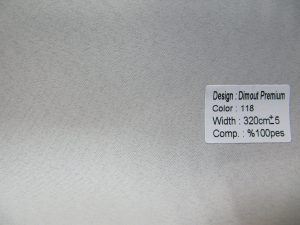 Design : Dimout Premium
Color : 118
Width : 320cm±5
Comp. : %100pes